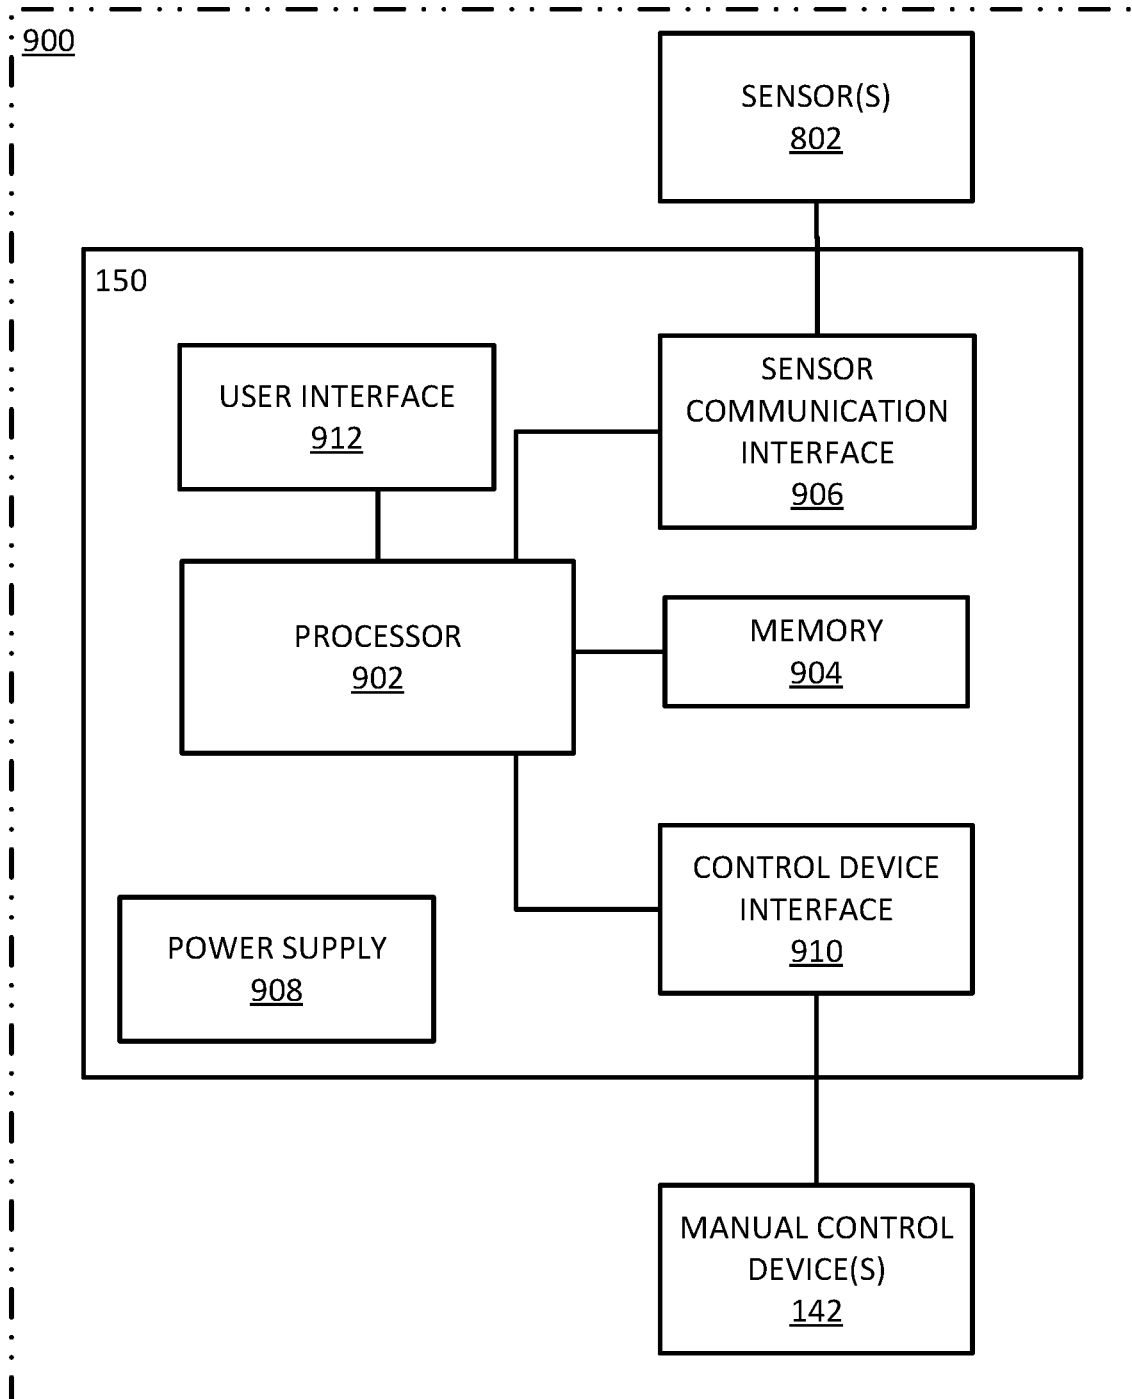 900
SENSOR(S)
802
150
USER INTERFACE
912
SENSOR
COMMUNICATION
INTERFACE
906
PROCESSOR
902
MEMORY
904
CONTROL DEVICE
INTERFACE
910
POWER SUPPLY
908
MANUAL CONTROL
DEVICE(S)
142